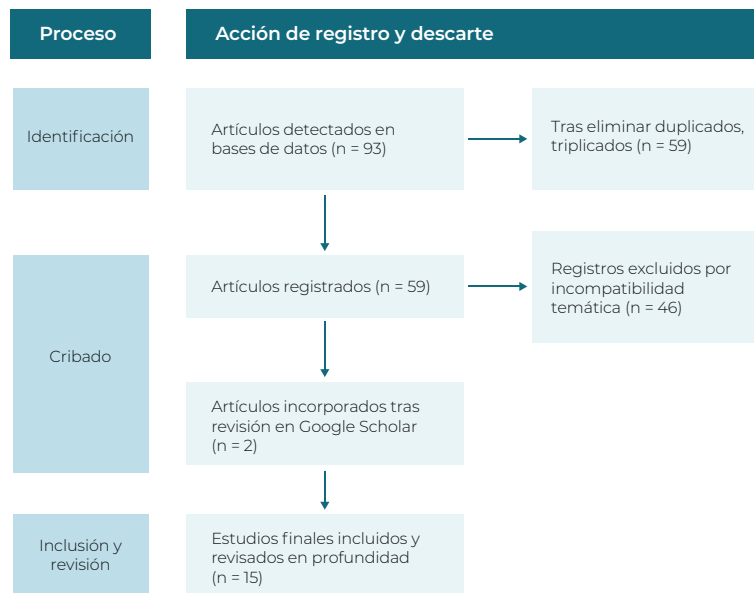 Proceso
Acción de registro y descarte
Identificación
Artículos detectados en
bases de datos (n = 93)
Tras eliminar duplicados,
triplicados (n = 59)
Cribado
Artículos registrados (n = 59)
Registros excluidos por
incompatibilidad
temática (n = 46)
Artículos incorporados tras
revisión en Google Scholar
(n = 2)
Inclusión y
revisión
Estudios finales incluidos y
revisados en profundidad
(n = 15)